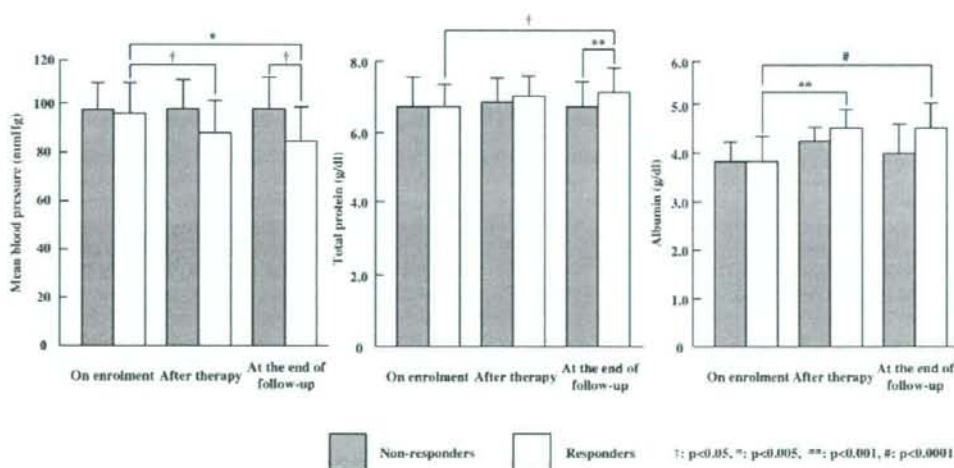 Mean blood pressure (mmHg)
120
100
80
60
40
20
0
*
†
†
On enrolment After therapy At the end of
follow-up
Total protein (g/dl)
8.0
6.0
4.0
2.0
0
†
**
On enrolment After therapy At the end of
follow-up
Albumin (g/dl)
6.0
5.0
4.0
3.0
2.0
1.0
0
#
**
On enrolment After therapy At the end of
follow-up
Non-responders
Responders
†: p<0.05, *: p<0.005, **: p<0.001, #: p<0.0001